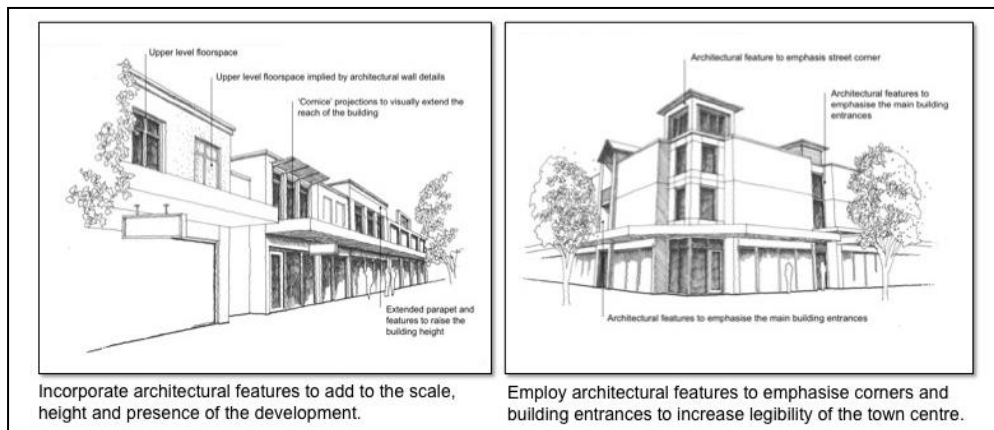 Upper level floorspace
Upper level floorspace implied by architectural wall details
'Cornice' projections to visually extend the
reach of the building
Extended parapet and
features to raise the
building height
Incorporate architectural features to add to the scale,
height and presence of the development.
Architectural feature to emphasis street corner
Architectural features to
emphasise the main building
entrances
Architectural features to emphasise the main building entrances
Employ architectural features to emphasise corners and
building entrances to increase legibility of the town centre.